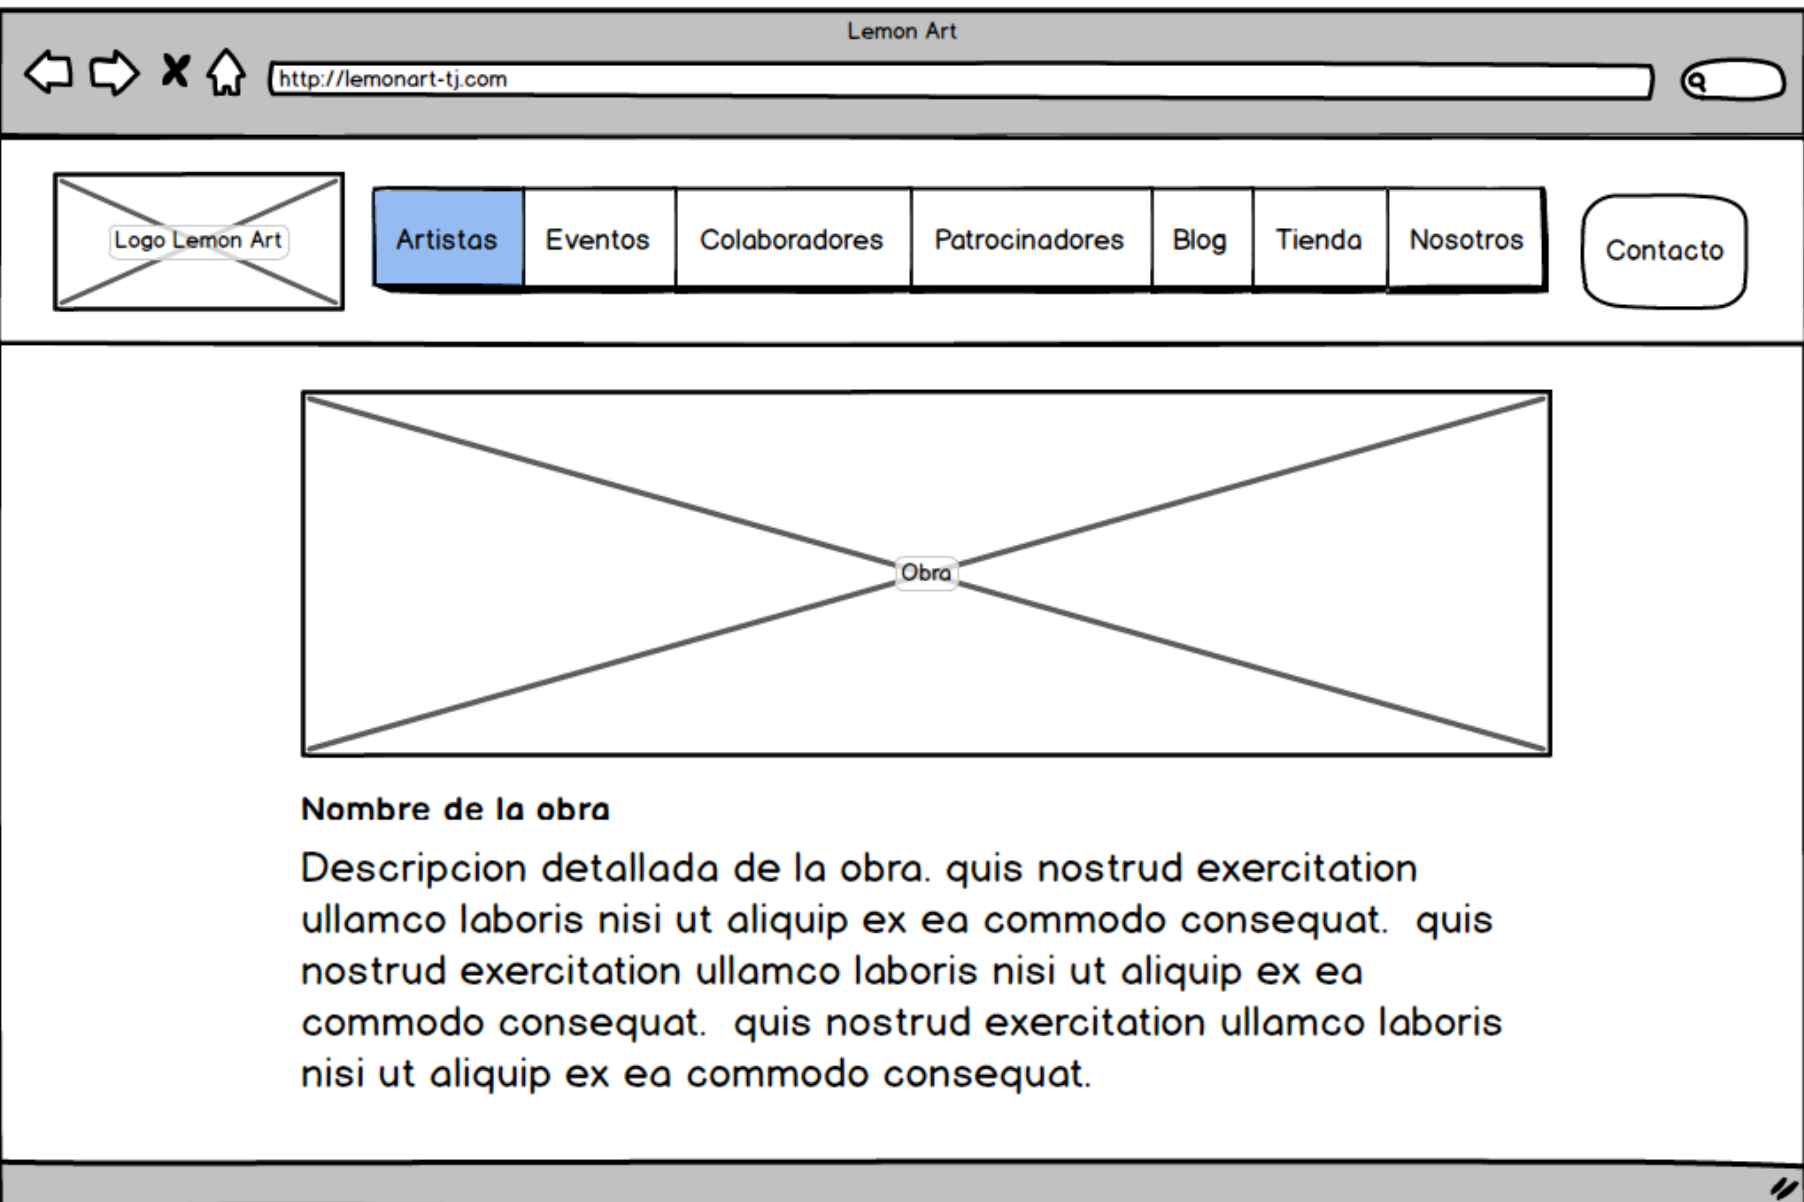 Lemon Art
http://lemonart-tj.com
Logo Lemon Art
Artistas Eventos Colaboradores Patrocinadores Blog Tienda Nosotros
Contacto
Obra
Nombre de la obra
Descripcion detallada de la obra. quis nostrud exercitation
ullamco laboris nisi ut aliquip ex ea commodo consequat.  quis
nostrud exercitation ullamco laboris nisi ut aliquip ex ea
commodo consequat.  quis nostrud exercitation ullamco laboris
nisi ut aliquip ex ea commodo consequat.